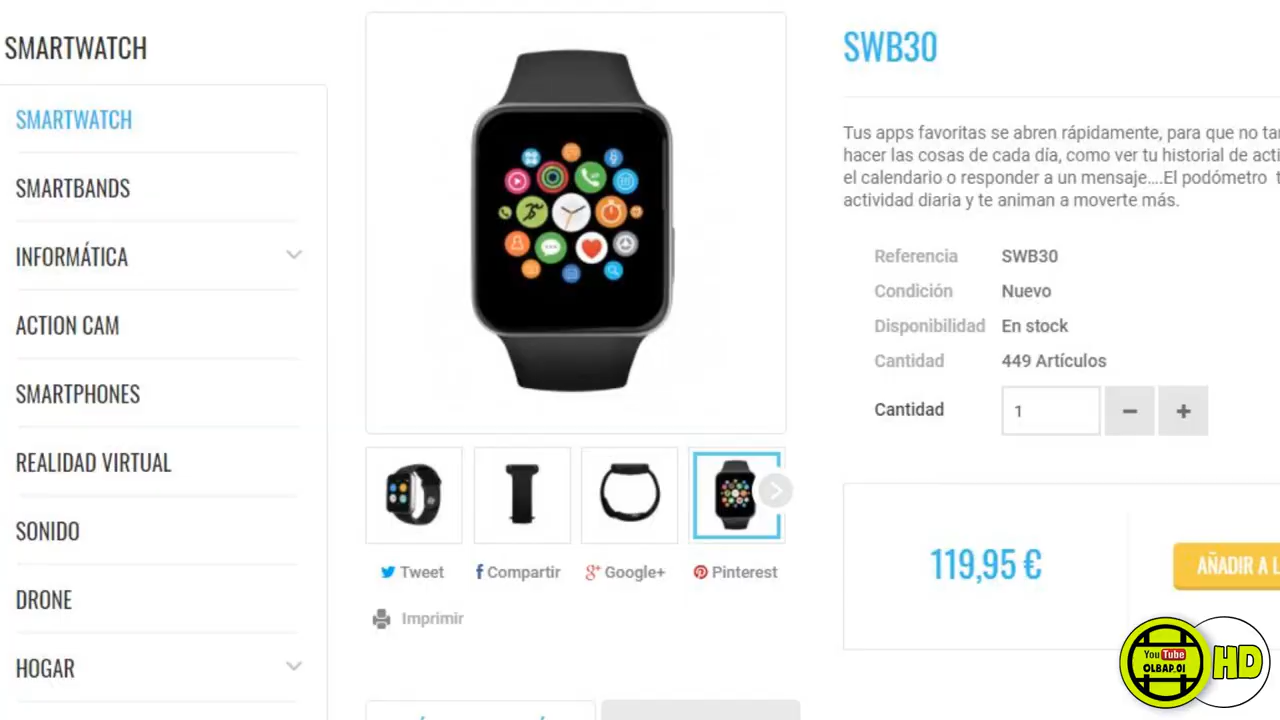 SMARTWATCH
SMARTWATCH
SMARTBANDS
INFORMÁTICA
ACTION CAM
SMARTPHONES
REALIDAD VIRTUAL
SONIDO
DRONE
HOGAR
Tweet
Compartir
Google+
Pinterest
Imprimir
SWB30
Tus apps favoritas se abren rápidamente, para que no
hacer las cosas de cada día, como ver tu historial de
el calendario o responder a un mensaje....El podómetro
actividad diaria y te animan a moverte más.
Referencia SWB30
Condición Nuevo
Disponibilidad En stock
Cantidad 449 Artículos
Cantidad 1
119,95 €
AÑADIR A
YouTube
OLBAP.01
HD